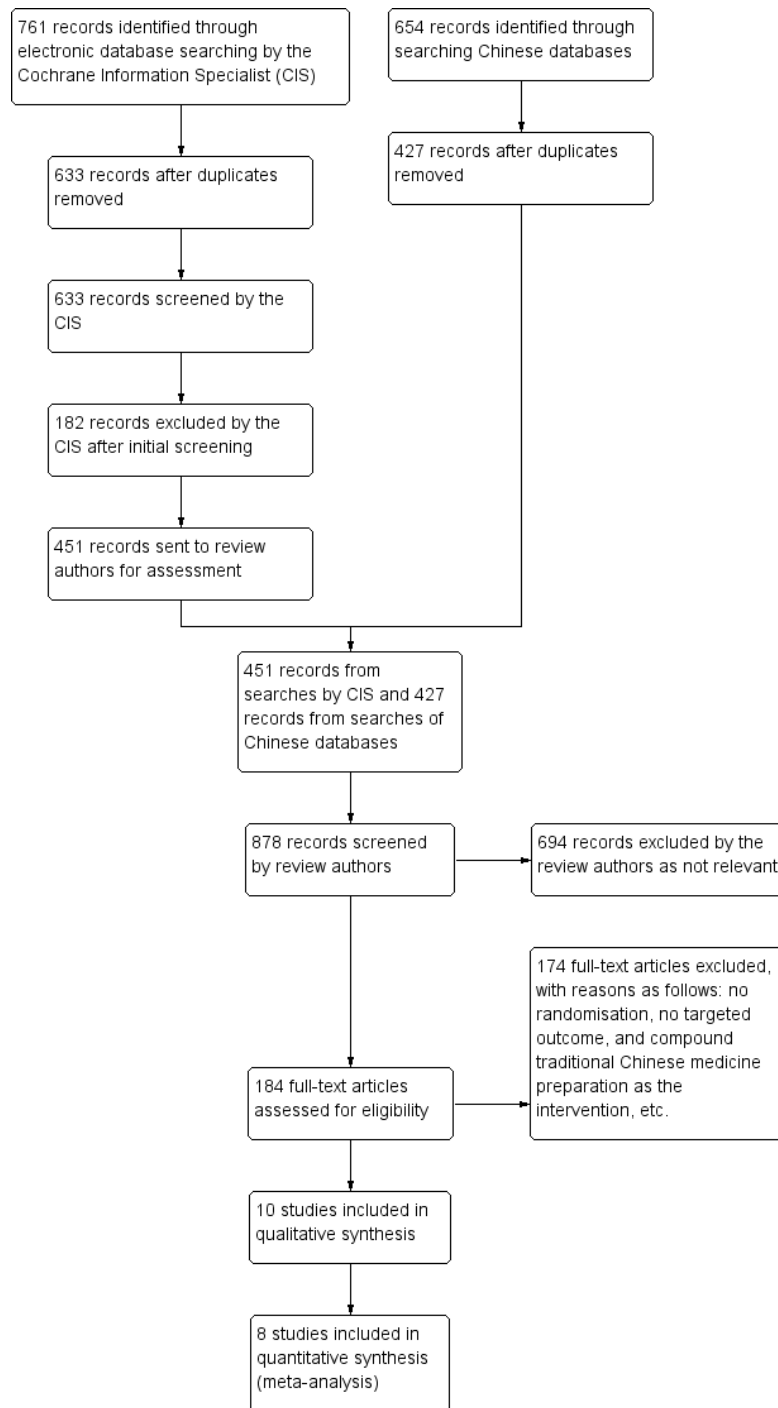 761 records identified through
electronic database searching by the
Cochrane Information Specialist (CIS)
654 records identified through
searching Chinese databases
633 records after duplicates
removed
427 records after duplicates
removed
633 records screened by the
CIS
182 records excluded by the
CIS after initial screening
451 records sent to review
authors for assessment
451 records from
searches by CIS and 427
records from searches of
Chinese databases
878 records screened
by review authors
694 records excluded by the
review authors as not relevant
174 full-text articles excluded,
with reasons as follows: no
randomisation, no targeted
outcome, and compound
traditional Chinese medicine
preparation as the
intervention, etc.
184 full-text articles
assessed for eligibility
10 studies included in
qualitative synthesis
8 studies included in
quantitative synthesis
(meta-analysis)